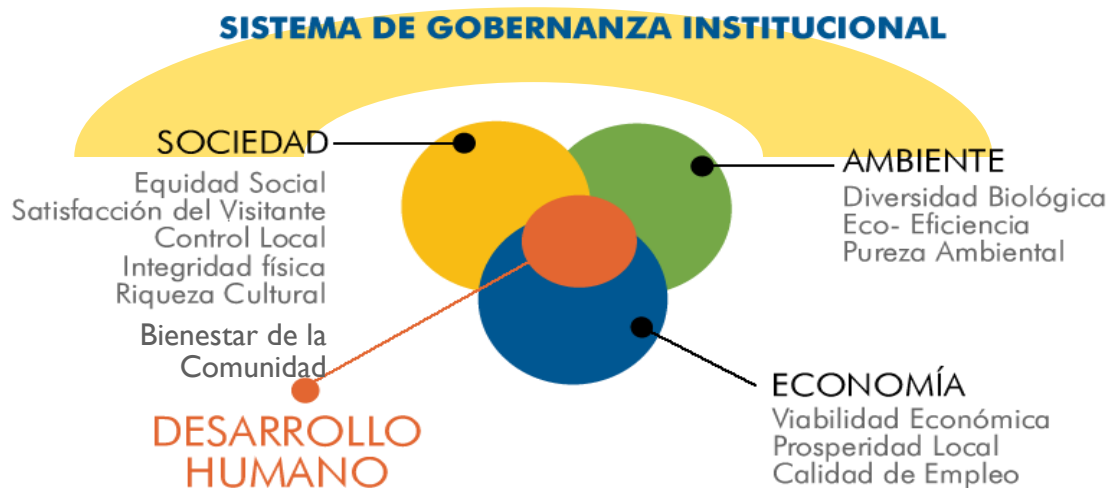 SISTEMA DE GOBERNANZA INSTITUCIONAL
SOCIEDAD
Equidad Social
Satisfacción del Visitante
Control Local
Integridad física
Riqueza Cultural
Bienestar de la
Comunidad
DESARROLLO
HUMANO
AMBIENTE
Diversidad Biológica
Eco- Eficiencia
Pureza Ambiental
ECONOMÍA
Viabilidad Económica
Prosperidad Local
Calidad de Empleo